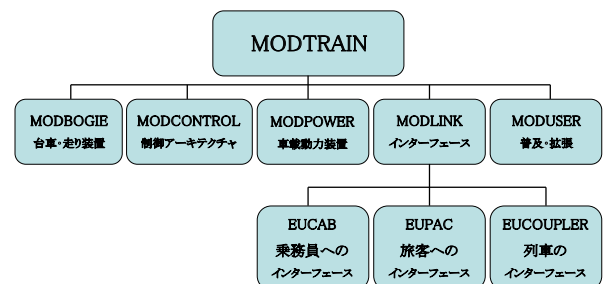 MODTRAIN
MODBOGIE
台車・走り装置
MODCONTROL
制御アーキテクチャ
MODPOWER
車載動力装置
MODLINK
インターフェース
MODUSER
普及・拡張
EUCAB
乗務員への
インターフェース
EUPAC
旅客への
インターフェース
EUCOUPLER
列車の
インターフェース